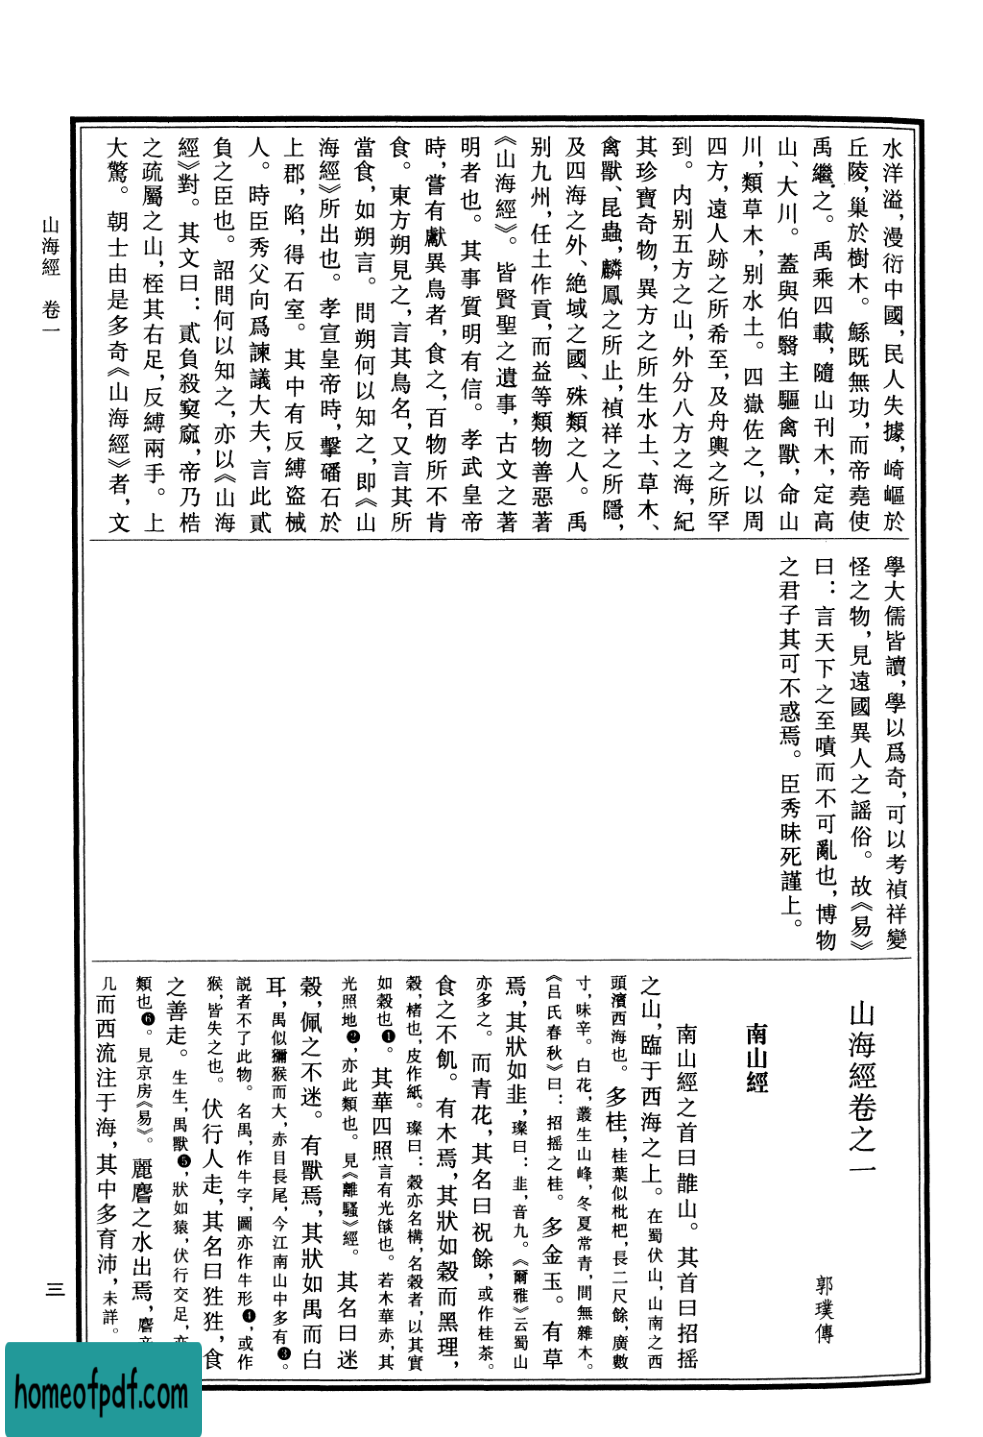 水洋溢，漫衍中國，民人失據，崎嶇於
丘陵，巢於樹木。鯀既無功，而帝堯使
禹繼之。禹乘四載，隨山刊木，定高
山、大川。蓋與伯翳主驅禽獸，命山
川，類草木，别水土。四嶽佐之，以周
四方，遠人跡之所希至，及舟輿之所罕
到。内别五方之山，外分八方之海，紀
其珍寶奇物，異方之所生水土、草木、
禽獸、昆蟲，麟鳳之所止，禎祥之所隱，
及四海之外、絶域之國、殊類之人。禹
别九州，任土作貢，而益等類物善惡著
《山海經》。皆賢聖之遺事，古文之著
明者也。其事質明有信。孝武皇帝
時，嘗有獻異鳥者，食之，百物所不肯
食。東方朔見之，言其鳥名，又言其所
當食，如朔言。問朔何以知之，即《山
海經》所出也。孝宣皇帝時，擊磻石於
上郡，陷，得石室。其中有反縛盜械
人。時臣秀父向爲諫議大夫，言此貳
負之臣也。詔問何以知之，亦以《山海
經》對。其文曰：貳負殺窫窳，帝乃梏
之疏屬之山，桎其右足，反縛兩手。上
大驚。朝士由是多奇《山海經》者，文
學大儒皆讀，學以爲奇，可以考禎祥變
怪之物，見遠國異人之謡俗。故《易》
曰：言天下之至嘖而不可亂也，博物
之君子其可不惑焉。臣秀昧死謹上。
山海經卷之一
郭璞傳
南山經
南山經之首曰䧿山。其首曰招摇
之山，臨于西海之上。在蜀伏山，山南之西
頭濱西海也。多桂，桂葉似枇杷，長二尺餘，廣數
寸，味辛。白花，叢生山峰，冬夏常青，間無雜木。
《吕氏春秋》曰：招摇之桂。多金玉。有草
焉，其狀如韭，璨曰：韭，音九。《爾雅》云蜀山
亦多之。而青花，其名曰祝餘，或作桂荼。
食之不飢。有木焉，其狀如榖而黑理，
榖，楮也，皮作紙。璨曰：榖亦名構，名榖者，以其實
如榖也❶。其華四照言有光燄也。若木華赤，其
光照地❷，亦此類也。見《離騷》經。其名曰迷
榖，佩之不迷。有獸焉，其狀如禺而白
耳，禺似獼猴而大，赤目長尾，今江南山中多有❸。
説者不了此物。名禺，作牛字，圖亦作牛形❹，或作
猴，皆失之也。伏行人走，其名曰狌狌，食
之善走。生生，禺獸❺，狀如猿，伏行交足，亦
類也❻。見京房《易》。麗𪊨之水出焉，𪊨音
几而西流注于海，其中多育沛，未詳。
山海經　卷一
三
homeofpdf.com